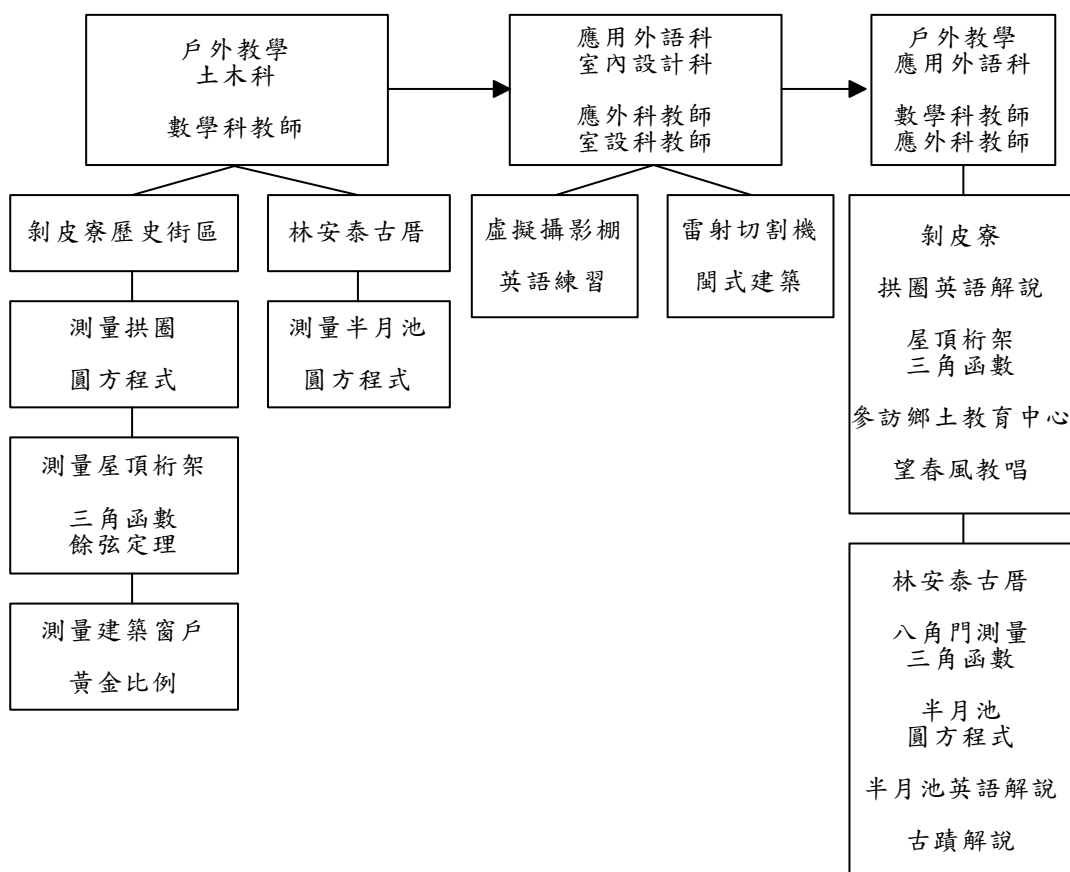 戶外教學
土木科
數學科教師
應用外語科
室內設計科
應外科教師
室設科教師
戶外教學
應用外語科
數學科教師
應外科教師
剝皮寮歷史街區
測量拱圈
圓方程式
測量屋頂桁架
三角函數
餘弦定理
測量建築窗戶
黃金比例
林安泰古厝
測量半月池
圓方程式
虛擬攝影棚
英語練習
雷射切割機
閩式建築
剝皮寮
拱圈英語解說
屋頂桁架
三角函數
參訪鄉土教育中心
望春風教唱
林安泰古厝
八角門測量
三角函數
半月池
圓方程式
半月池英語解說
古蹟解說